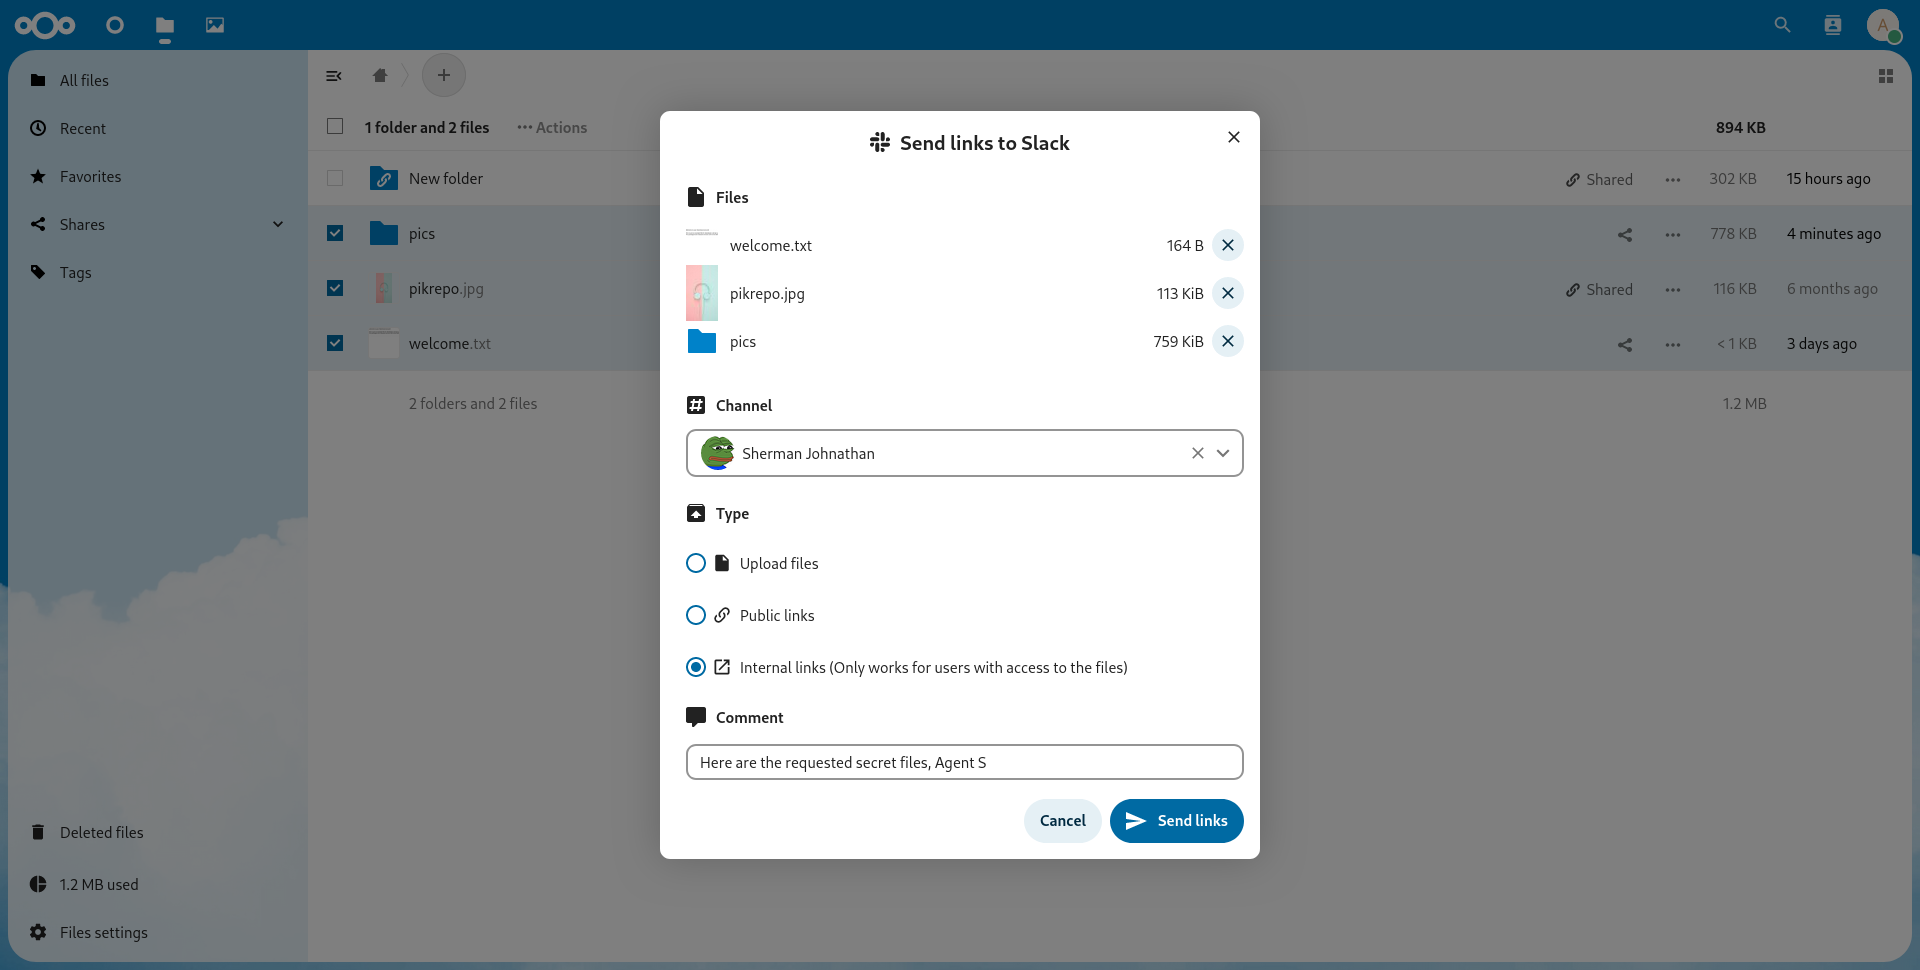 A
All files
Recent
Favorites
Shares
Tags
Deleted files
1.2 MB used
Files settings
1 folder and 2 files
Actions
894 KB
New folder
Shared
302 KB
15 hours ago
pics
778 KB
4 minutes ago
pikrepo.jpg
Shared
116 KB
6 months ago
welcome.txt
< 1 KB
3 days ago
2 folders and 2 files
1.2 MB
Send links to Slack
Files
welcome.txt 164 B
pikrepo.jpg 113 KiB
pics 759 KiB
Channel
Sherman Johnathan
Type
Upload files
Public links
Internal links (Only works for users with access to the files)
Comment
Here are the requested secret files, Agent S
Cancel
Send links